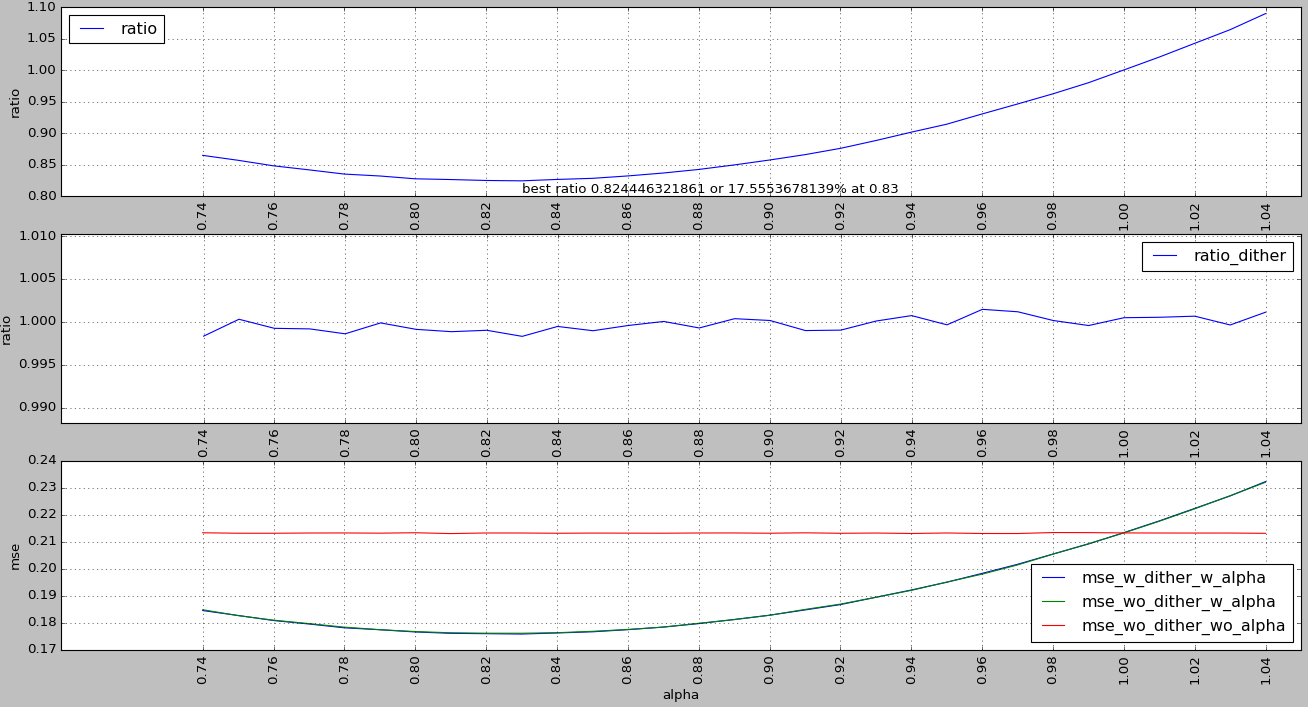 1.10
1.05
1.00
0.95
0.90
0.85
0.80
ratio
ratio
best ratio 0.824446321861 or 17.5553678139% at 0.83
0.74 0.76 0.78 0.80 0.82 0.84 0.86 0.88 0.90 0.92 0.94 0.96 0.98 1.00 1.02 1.04
1.010
1.005
1.000
0.995
0.990
ratio
ratio_dither
0.74 0.76 0.78 0.80 0.82 0.84 0.86 0.88 0.90 0.92 0.94 0.96 0.98 1.00 1.02 1.04
0.24
0.23
0.22
0.21
0.20
0.19
0.18
0.17
mse
mse_w_dither_w_alpha
mse_wo_dither_w_alpha
mse_wo_dither_wo_alpha
0.74 0.76 0.78 0.80 0.82 0.84 0.86 0.88 0.90 0.92 0.94 0.96 0.98 1.00 1.02 1.04
alpha